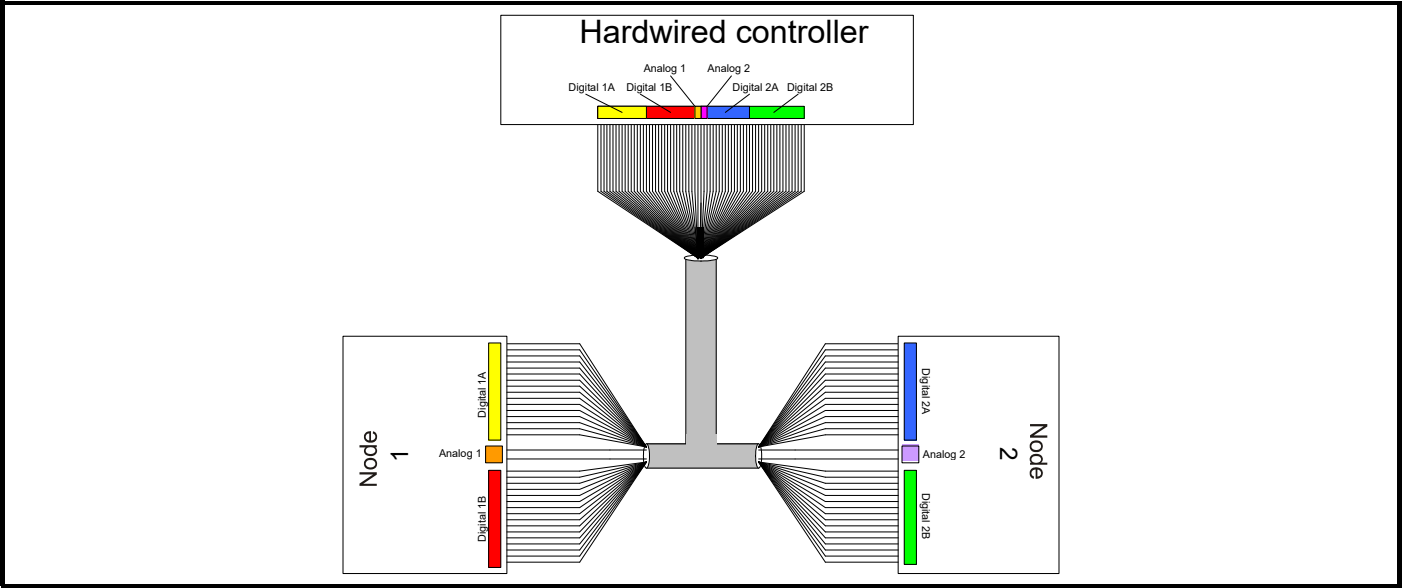 Hardwired controller
Analog 1 Analog 2
Digital 1A Digital 1B Digital 2A Digital 2B
Node
1
Digital 1A
Analog 1
Digital 1B
Digital 2A
Analog 2
Digital 2B
Node
2